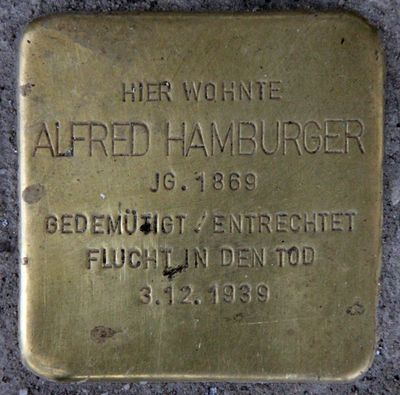 HIER WOHNTE
ALFRED HAMBURGER
JG. 1869
GEDEMÜTIGT / ENTRECHTET
FLUCHT IN DEN TOD
3.12.1939